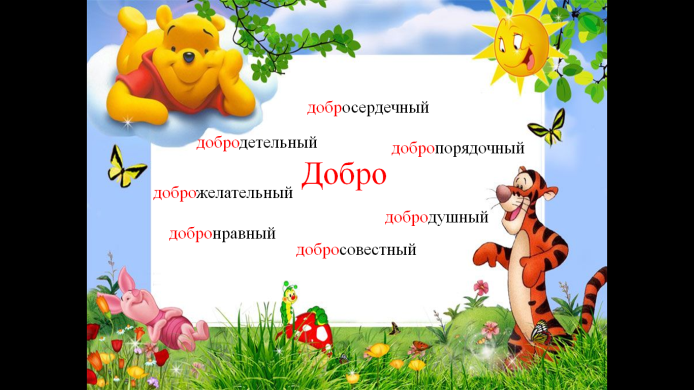 добросердечный
добродетельный
добропорядочный
Добро
доброжелательный
добродушный
добронравный
добросовестный